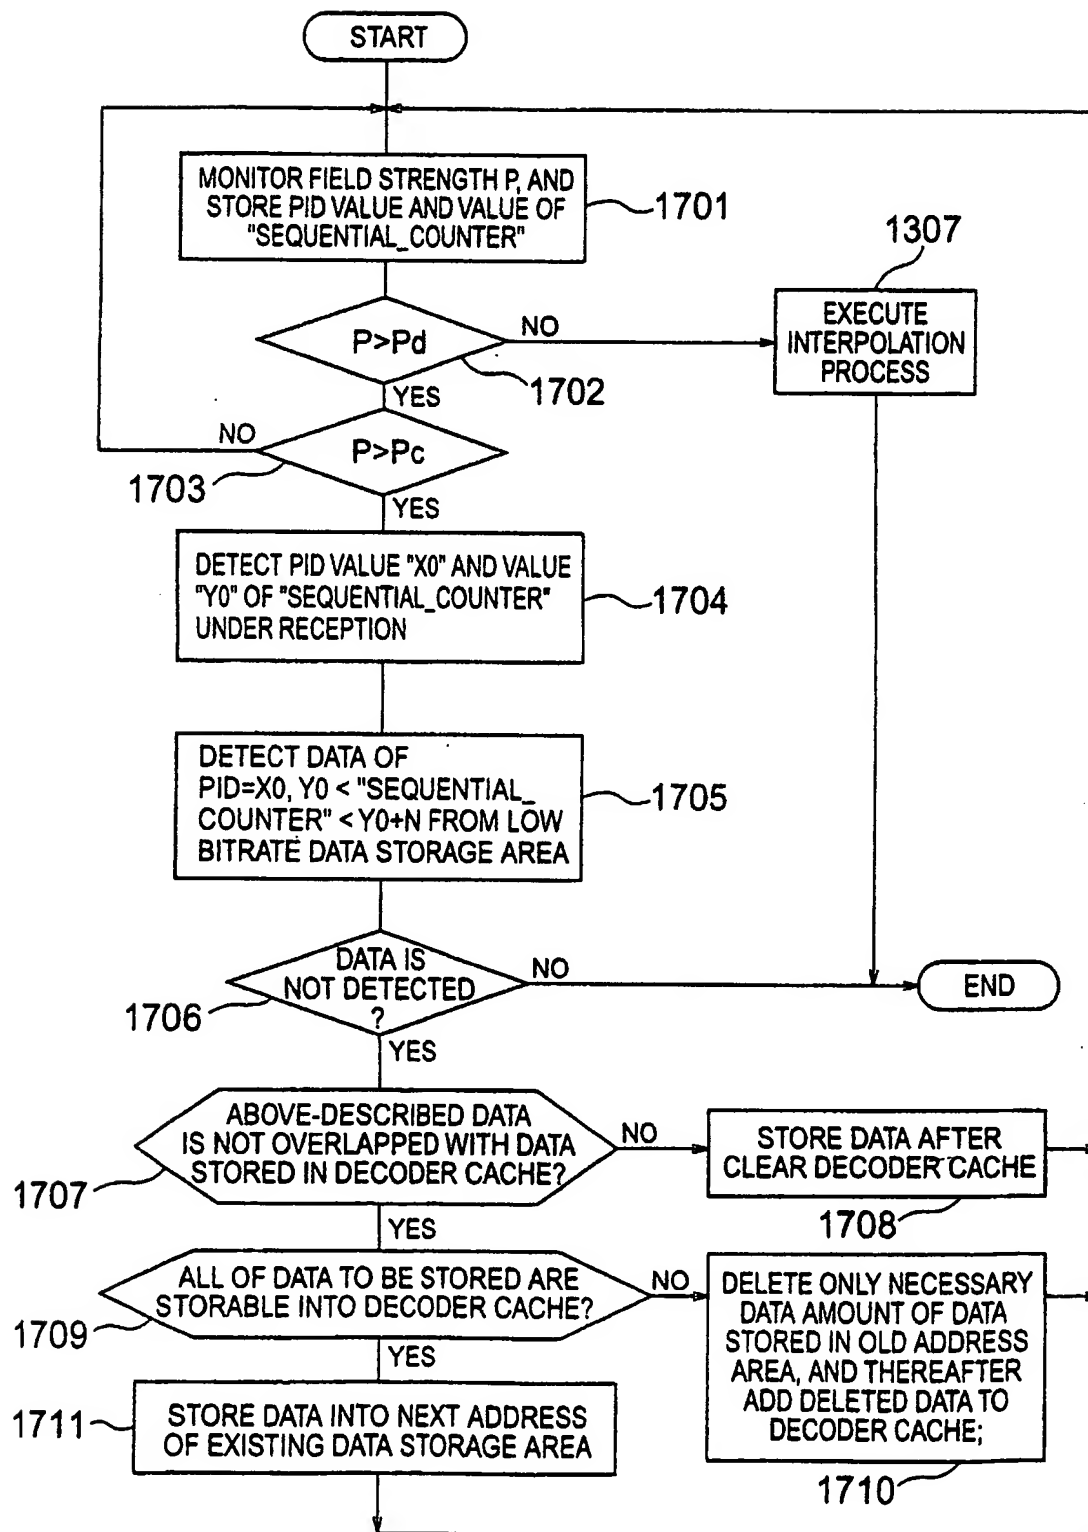 START
MONITOR FIELD STRENGTH P, AND
STORE PID VALUE AND VALUE OF
"SEQUENTIAL_COUNTER"
1701
1307
P>Pd
NO
EXECUTE
INTERPOLATION
PROCESS
1702
YES
NO
P>Pc
1703
YES
DETECT PID VALUE "X0" AND VALUE
"Y0" OF "SEQUENTIAL_COUNTER"
UNDER RECEPTION
1704
DETECT DATA OF
PID=X0, Y0 < "SEQUENTIAL_
COUNTER" < Y0+N FROM LOW
BITRATE DATA STORAGE AREA
1705
DATA IS
NOT DETECTED
?
NO
END
1706
YES
ABOVE-DESCRIBED DATA
IS NOT OVERLAPPED WITH DATA
STORED IN DECODER CACHE?
NO
STORE DATA AFTER
CLEAR DECODER CACHE
1707
1708
YES
ALL OF DATA TO BE STORED ARE
STORABLE INTO DECODER CACHE?
NO
DELETE ONLY NECESSARY
DATA AMOUNT OF DATA
STORED IN OLD ADDRESS
AREA, AND THEREAFTER
ADD DELETED DATA TO
DECODER CACHE;
1709
YES
1711
STORE DATA INTO NEXT ADDRESS
OF EXISTING DATA STORAGE AREA
1710